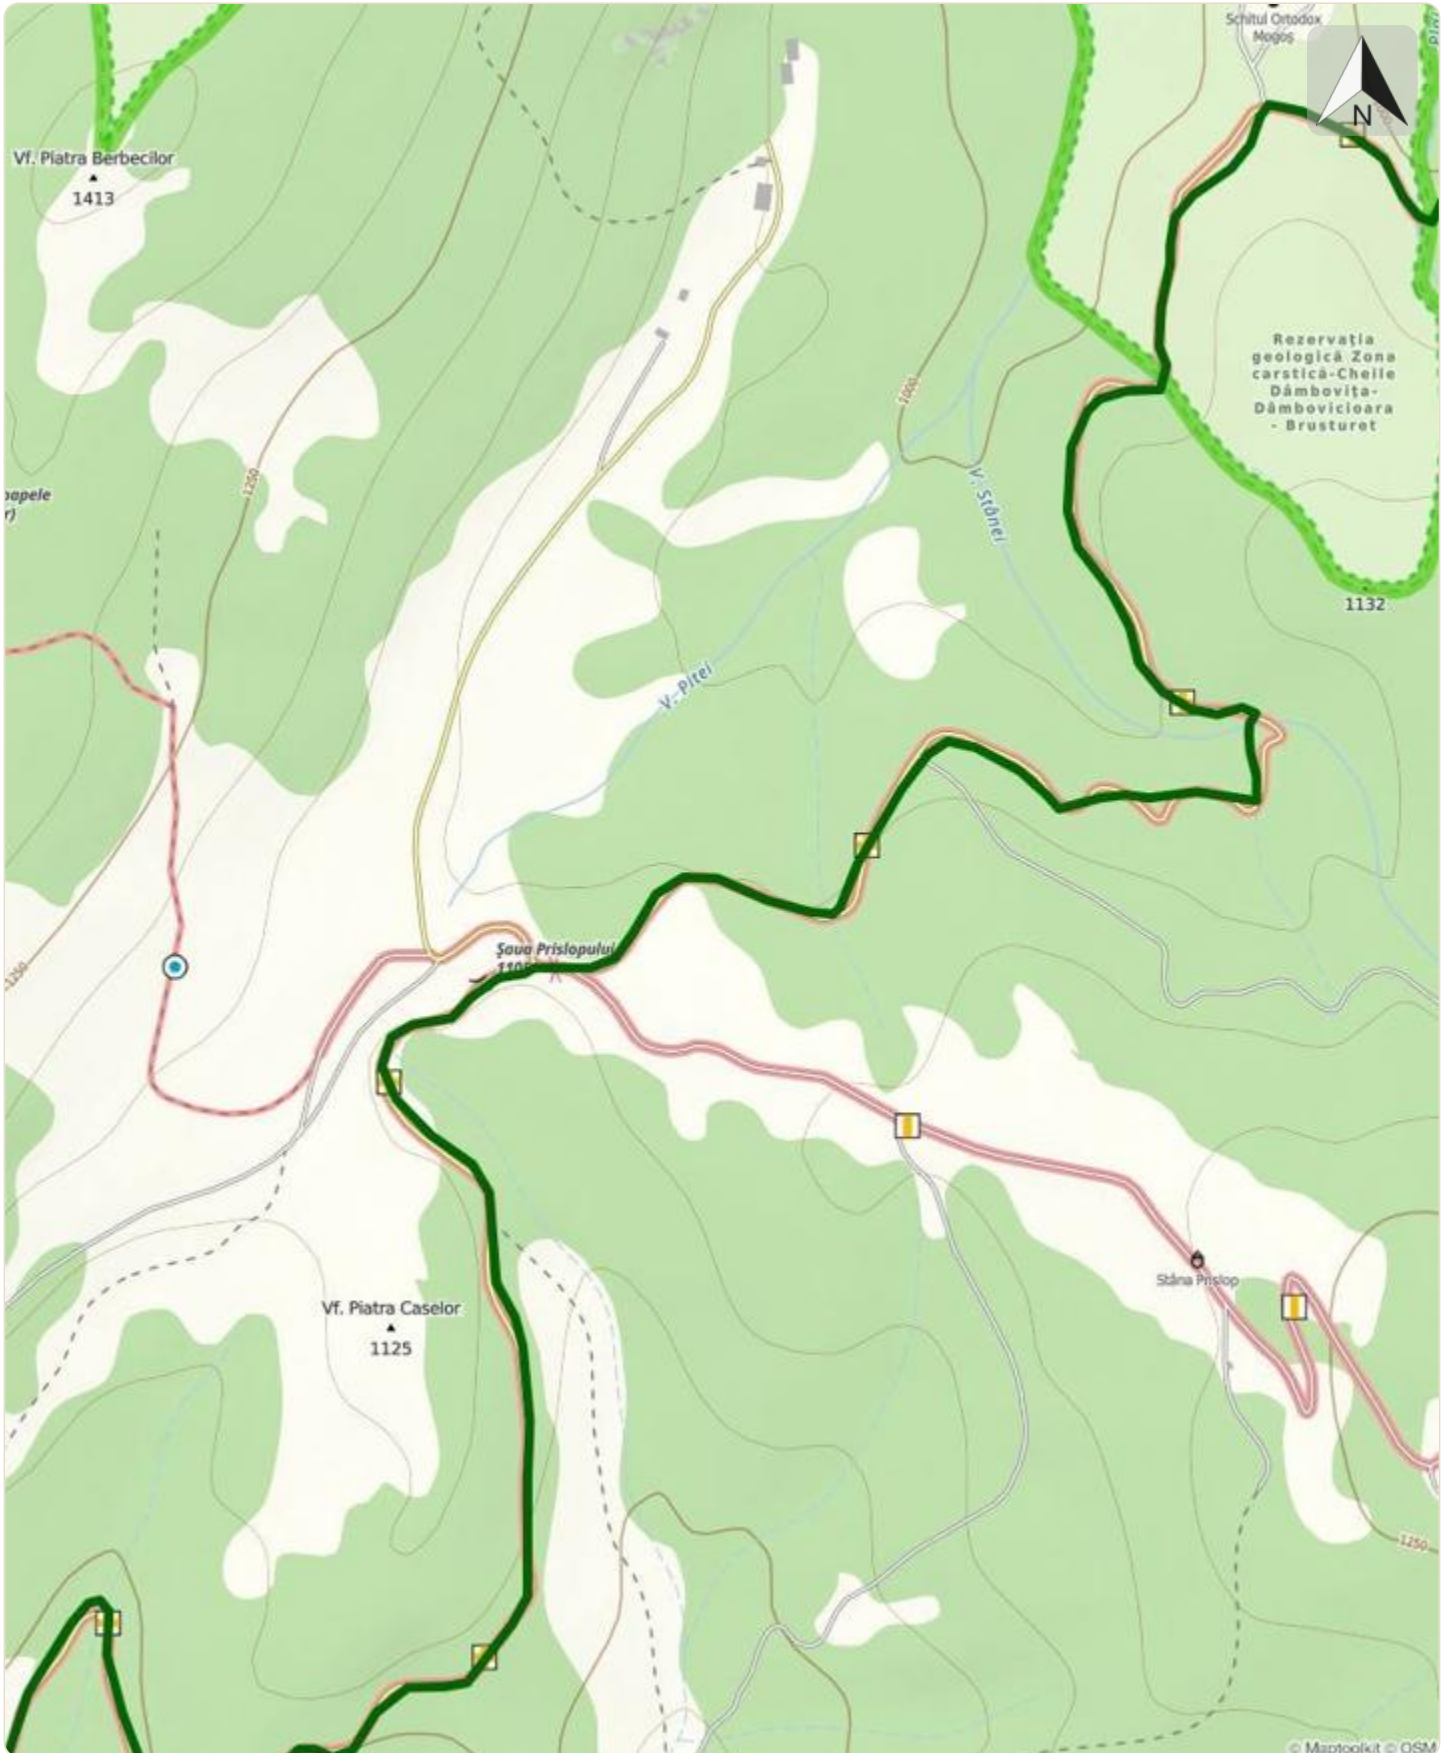 Schitul Ortodox
Mogoș
N
Vf. Piatra Berbecilor
1413
Rezervația
geologică Zona
carstică-Cheile
Dâmbovița-
Dâmbovicioara
- Brusturet
1000
1250
V. Stânei
1132
V. Pitei
Șaua Prislopului
1250
Stâna Prislop
Vf. Piatra Caselor
1125
1250
© Maptoolkit © OSM